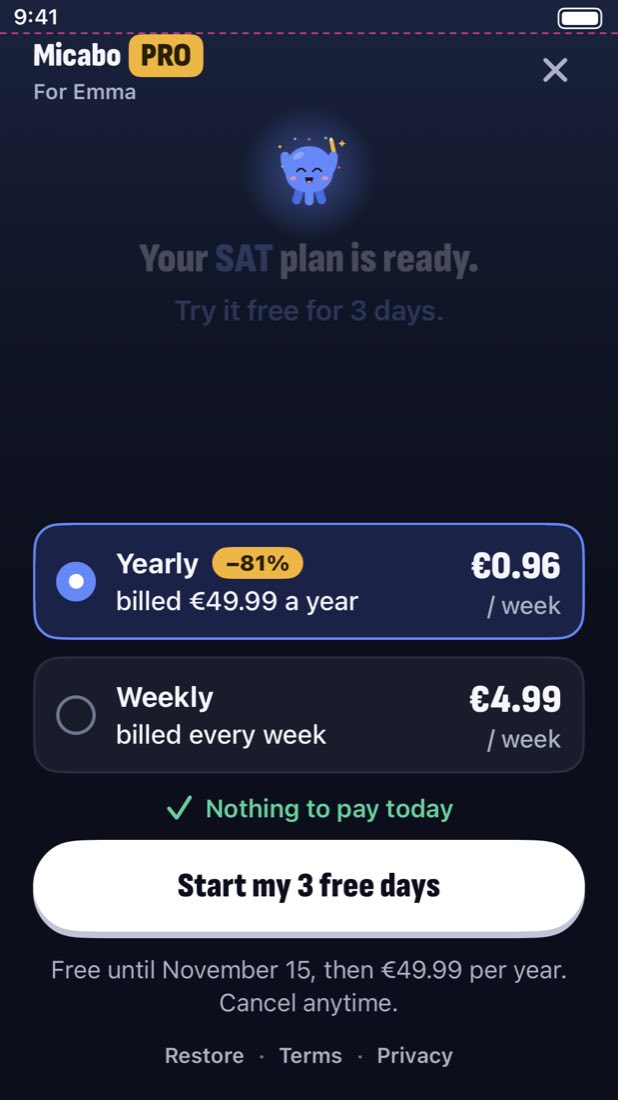 9:41
Micabo PRO
For Emma
Your SAT plan is ready.
Try it free for 3 days.
Yearly −81%
billed €49.99 a year
€0.96
/ week
Weekly
billed every week
€4.99
/ week
Nothing to pay today
Start my 3 free days
Free until November 15, then €49.99 per year.
Cancel anytime.
Restore · Terms · Privacy